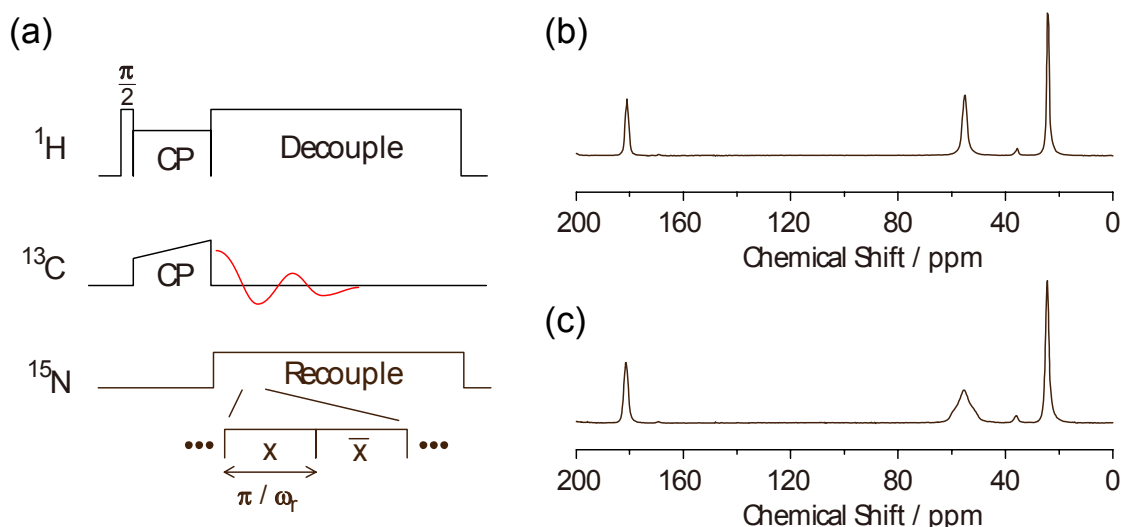 (a)
π/2
¹H
CP
Decouple
¹³C
CP
¹⁵N
Recouple
••• x x̅ •••
π / ωr
(b)
200 160 120 80 40 0
Chemical Shift / ppm
(c)
200 160 120 80 40 0
Chemical Shift / ppm